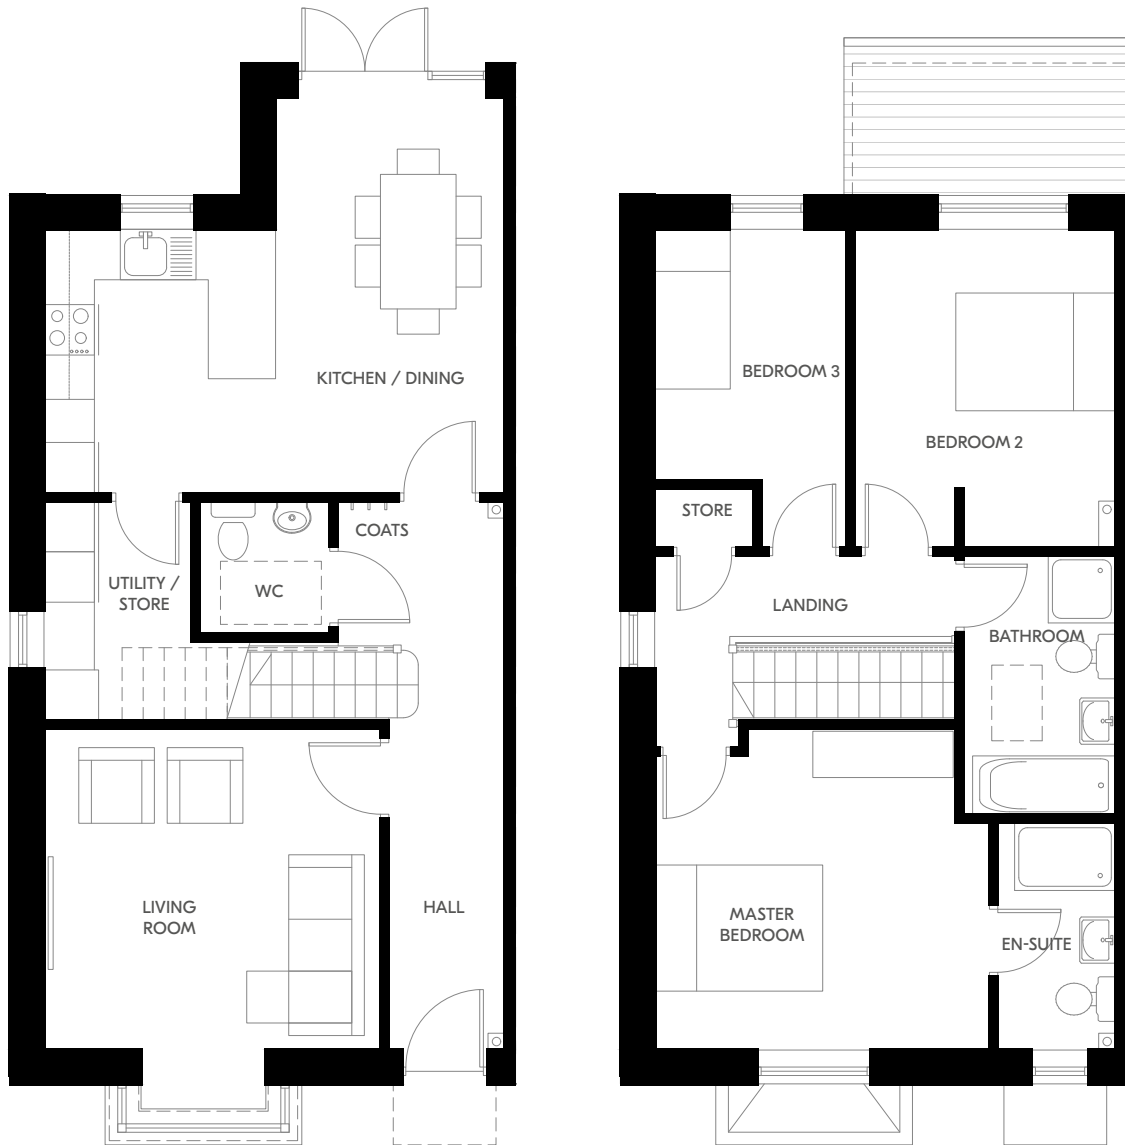 KITCHEN / DINING
COATS
UTILITY /
STORE
WC
LIVING
ROOM
HALL
BEDROOM 3
BEDROOM 2
STORE
LANDING
BATHROOM
MASTER
BEDROOM
EN-SUITE